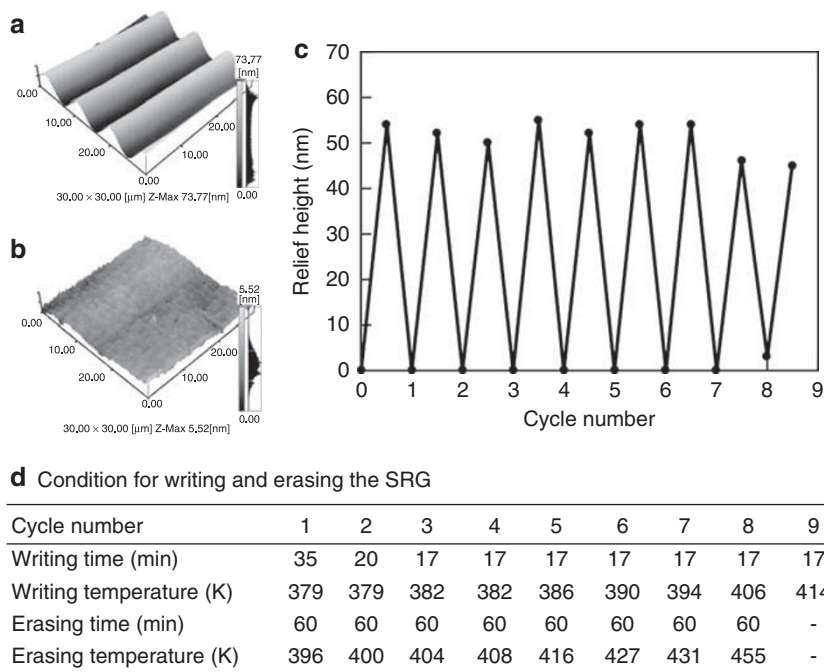 a
73.77
[nm]
0.00
10.00
20.00
0.00
10.00
20.00
0.00
30.00 × 30.00 [μm] Z-Max 73.77[nm]
b
5.52
[nm]
0.00
10.00
20.00
0.00
10.00
20.00
0.00
30.00 × 30.00 [μm] Z-Max 5.52[nm]
c
Relief height (nm)
70
60
50
40
30
20
10
0
0 1 2 3 4 5 6 7 8 9
Cycle number
d Condition for writing and erasing the SRG
Cycle number 1 2 3 4 5 6 7 8 9
Writing time (min) 35 20 17 17 17 17 17 17 17
Writing temperature (K) 379 379 382 382 386 390 394 406 414
Erasing time (min) 60 60 60 60 60 60 60 60 -
Erasing temperature (K) 396 400 404 408 416 427 431 455 -